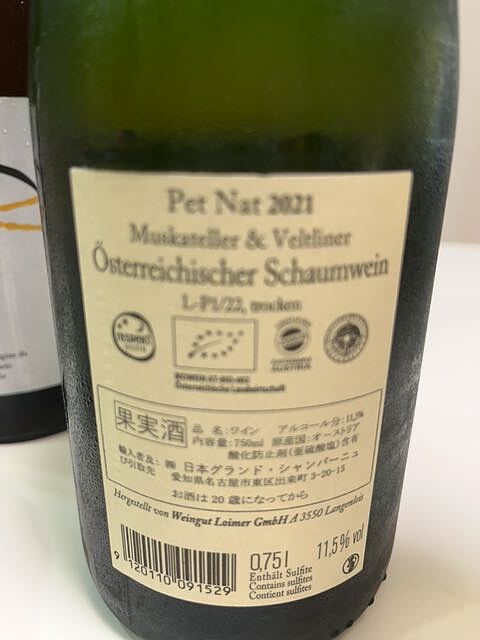 Pet Nat 2021
Muskateller & Veltliner
Österreichischer Schaumwein
L-P1/22, trocken
respekt
Österreichische Landwirtschaft
果実酒
品 名:ワイン アルコール分:11.5%
内容量:750ml 原産国:オーストリア
酸化防止剤(亜硫酸塩)含有
輸入者及び引取先 ㈱ 日本グランド・シャンパーニュ
愛知県名古屋市東区出来町3-20-15
お酒は20歳になってから
Hergestellt von Weingut Loimer GmbH A 3550 Langenlois
9 120110 091529
0,75 l
11,5% vol
Enthält Sulfite
Contains sulfites
Contient sulfites